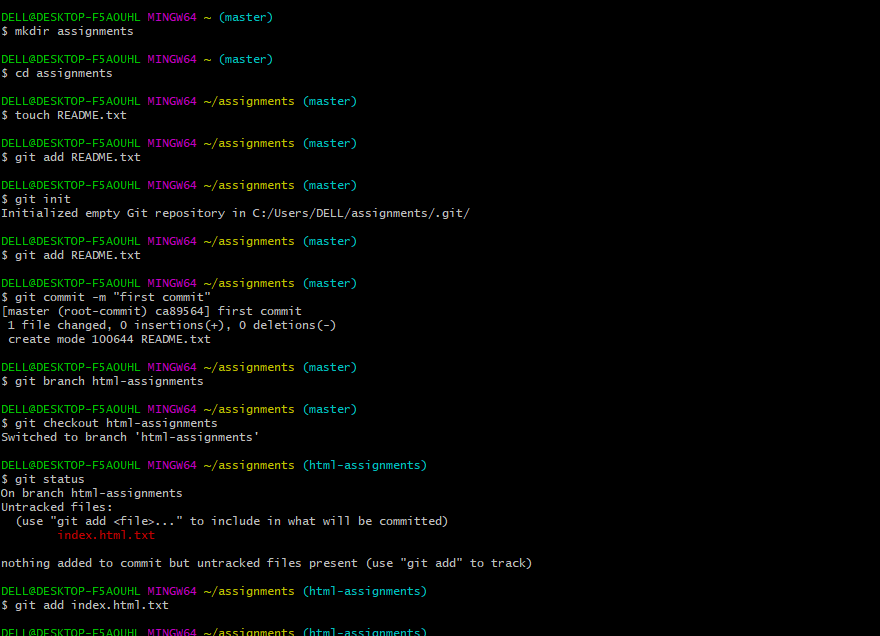 DELL@DESKTOP-F5AOUHL MINGW64 ~ (master)
$ mkdir assignments
DELL@DESKTOP-F5AOUHL MINGW64 ~ (master)
$ cd assignments
DELL@DESKTOP-F5AOUHL MINGW64 ~/assignments (master)
$ touch README.txt
DELL@DESKTOP-F5AOUHL MINGW64 ~/assignments (master)
$ git add README.txt
DELL@DESKTOP-F5AOUHL MINGW64 ~/assignments (master)
$ git init
Initialized empty Git repository in C:/Users/DELL/assignments/.git/
DELL@DESKTOP-F5AOUHL MINGW64 ~/assignments (master)
$ git add README.txt
DELL@DESKTOP-F5AOUHL MINGW64 ~/assignments (master)
$ git commit -m "first commit"
[master (root-commit) ca89564] first commit
 1 file changed, 0 insertions(+), 0 deletions(-)
 create mode 100644 README.txt
DELL@DESKTOP-F5AOUHL MINGW64 ~/assignments (master)
$ git branch html-assignments
DELL@DESKTOP-F5AOUHL MINGW64 ~/assignments (master)
$ git checkout html-assignments
Switched to branch 'html-assignments'
DELL@DESKTOP-F5AOUHL MINGW64 ~/assignments (html-assignments)
$ git status
On branch html-assignments
Untracked files:
  (use "git add <file>..." to include in what will be committed)
        index.html.txt
nothing added to commit but untracked files present (use "git add" to track)
DELL@DESKTOP-F5AOUHL MINGW64 ~/assignments (html-assignments)
$ git add index.html.txt
DELL@DESKTOP-F5AOUHL MINGW64 ~/assignments (html-assignments)